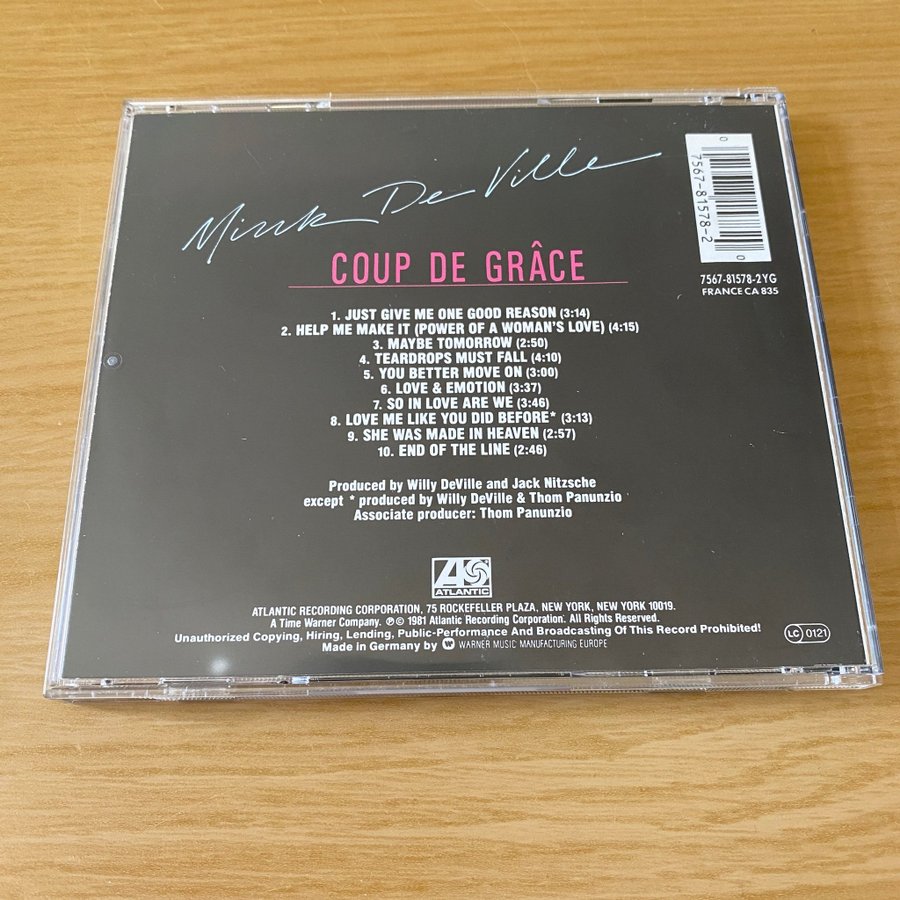 Mink De Ville
COUP DE GRÂCE
0
7567-81578-2
0
7567-81578-2YG
FRANCE CA 835
1. JUST GIVE ME ONE GOOD REASON (3:14)
2. HELP ME MAKE IT (POWER OF A WOMAN'S LOVE) (4:15)
3. MAYBE TOMORROW (2:50)
4. TEARDROPS MUST FALL (4:10)
5. YOU BETTER MOVE ON (3:00)
6. LOVE & EMOTION (3:37)
7. SO IN LOVE ARE WE (3:46)
8. LOVE ME LIKE YOU DID BEFORE* (3:13)
9. SHE WAS MADE IN HEAVEN (2:57)
10. END OF THE LINE (2:46)
Produced by Willy DeVille and Jack Nitzsche
except * produced by Willy DeVille & Thom Panunzio
Associate producer: Thom Panunzio
ATLANTIC
ATLANTIC RECORDING CORPORATION, 75 ROCKEFELLER PLAZA, NEW YORK, NEW YORK 10019.
A Time Warner Company. ℗© 1981 Atlantic Recording Corporation. All Rights Reserved.
Unauthorized Copying, Hiring, Lending, Public-Performance And Broadcasting Of This Record Prohibited!
LC 0121
Made in Germany by WARNER MUSIC MANUFACTURING EUROPE